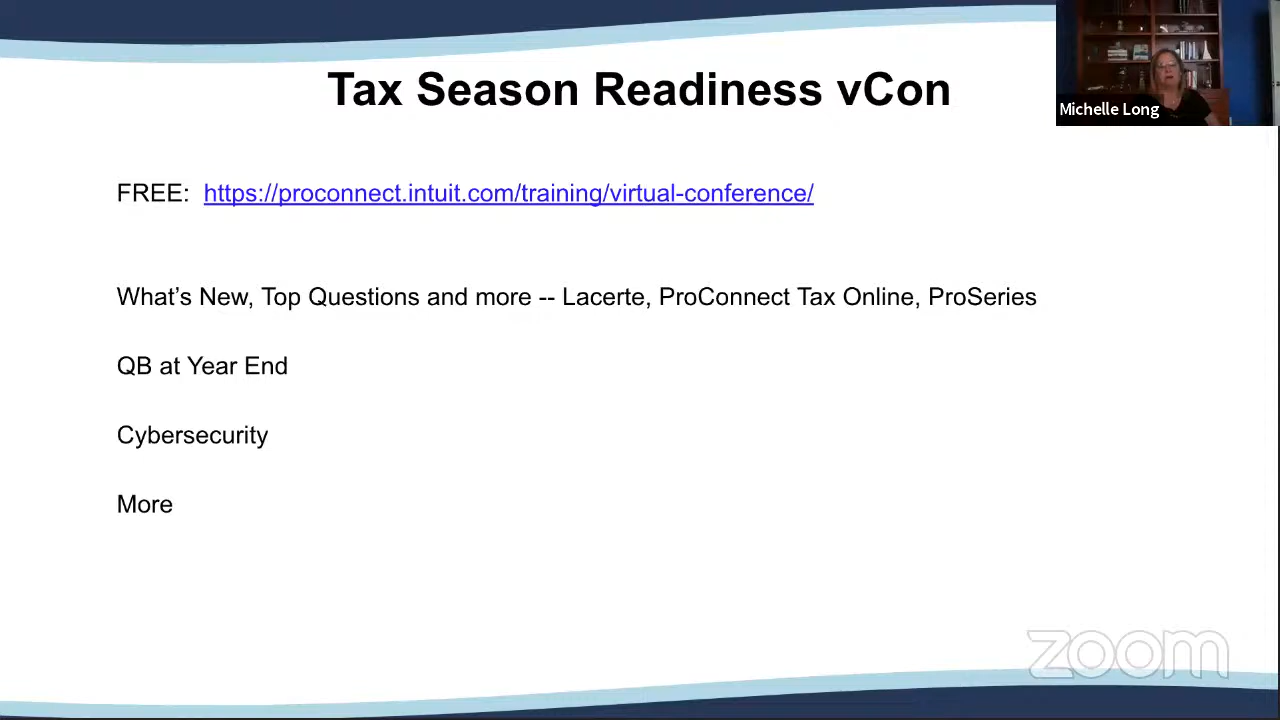 Tax Season Readiness vCon
Michelle Long
FREE: https://proconnect.intuit.com/training/virtual-conference/
What’s New, Top Questions and more -- Lacerte, ProConnect Tax Online, ProSeries
QB at Year End
Cybersecurity
More
zoom